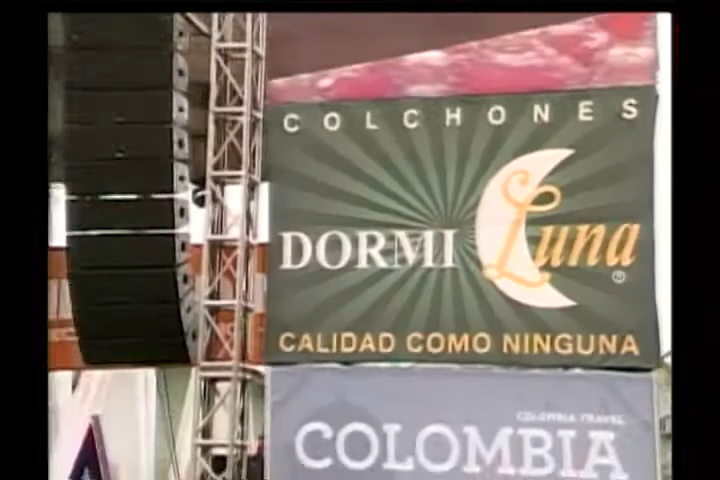 COLCHONES
DORMI Luna
CALIDAD COMO NINGUNA
COLOMBIA TRAVEL
COLOMBIA